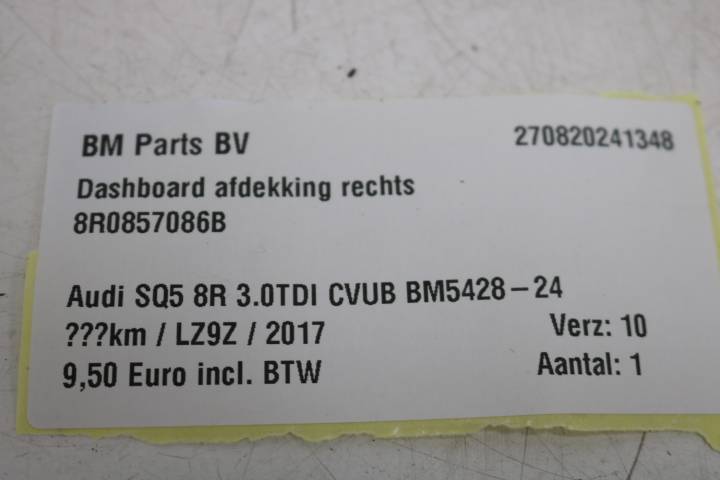 BM Parts BV 270820241348
Dashboard afdekking rechts
8R0857086B
Audi SQ5 8R 3.0TDI CVUB BM5428-24
???km / LZ9Z / 2017 Verz: 10
9,50 Euro incl. BTW Aantal: 1